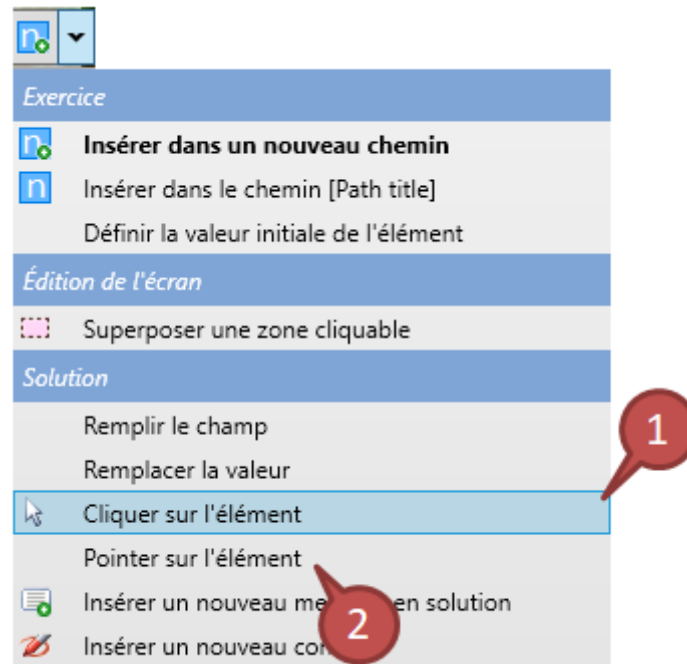 n
Exercice
n Insérer dans un nouveau chemin
n Insérer dans le chemin [Path title]
Définir la valeur initiale de l'élément
Édition de l'écran
Superposer une zone cliquable
Solution
Remplir le champ
1
Remplacer la valeur
Cliquer sur l'élément
Pointer sur l'élément
Insérer un nouveau en solution
2
Insérer un nouveau